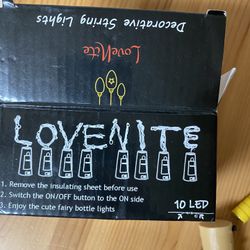 Decorative String Lights
LoveNite
LOVENITE
1. Remove the insulating sheet before use
2. Switch the ON/OFF button to the ON side
3. Enjoy the cute fairy bottle lights
10 LED